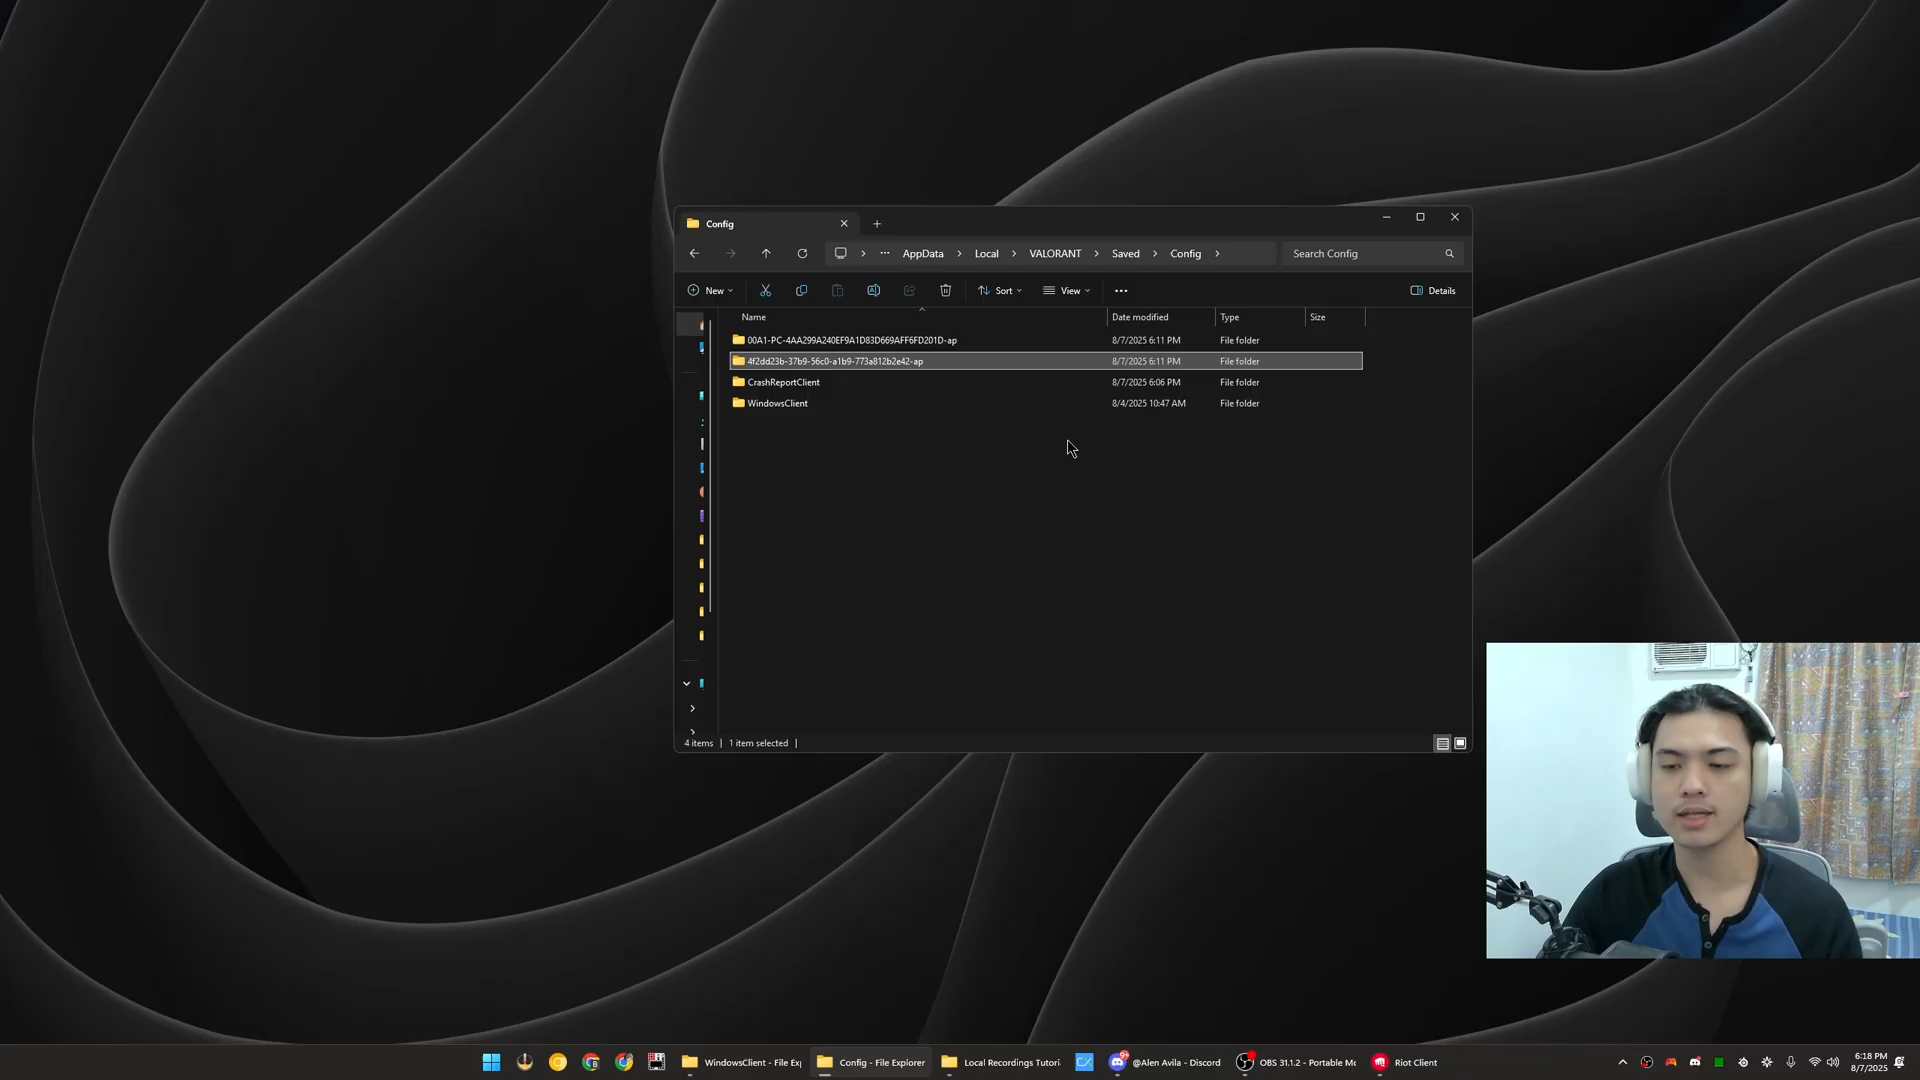 Config
AppData
Local
VALORANT
Saved
Config
Search Config
New
Sort
View
Details
Name
Date modified
Type
Size
00A1-PC-4AA299A240EF9A1D83D669AFF6FD201D-ap
8/7/2025 6:11 PM
File folder
4f2dd23b-37b9-56c0-a1b9-773a812b2e42-ap
8/7/2025 6:11 PM
File folder
CrashReportClient
8/7/2025 6:06 PM
File folder
WindowsClient
8/4/2025 10:47 AM
File folder
4 items
1 item selected
WindowsClient - File Ex
Config - File Explorer
Local Recordings Tutori
@Alen Avila - Discord
OBS 31.1.2 - Portable Mo
Riot Client
6:18 PM
8/7/2025